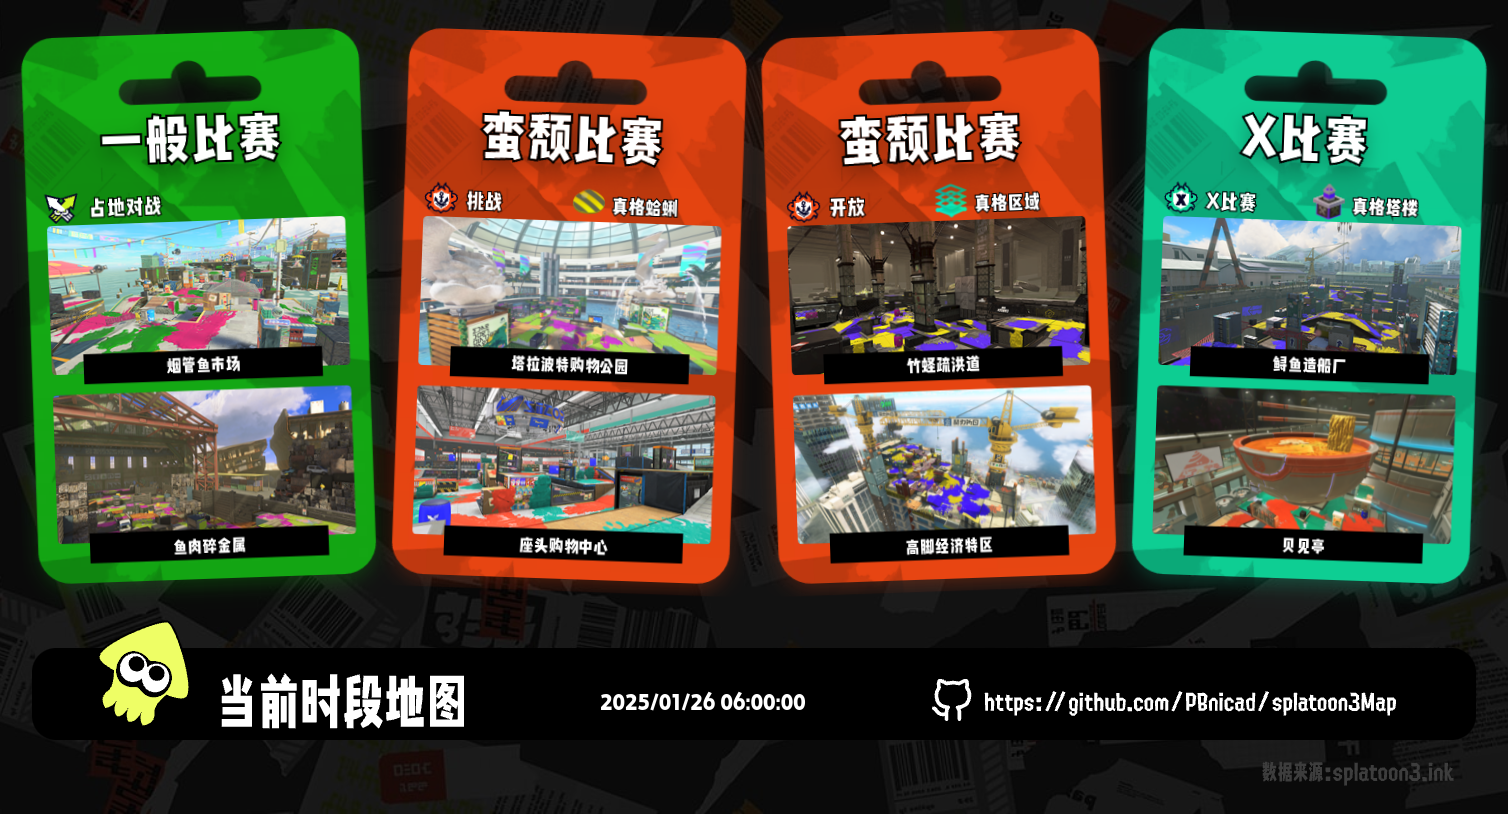 一般比赛
占地对战
烟管鱼市场
鱼肉碎金属
蛮颓比赛
挑战
真格蛤蜊
塔拉波特购物公园
座头购物中心
蛮颓比赛
开放
真格区域
竹蛏疏洪道
高脚经济特区
X比赛
X比赛
真格塔楼
鲟鱼造船厂
贝见亭
当前时段地图
2025/01/26 06:00:00
https://github.com/PBnicad/splatoon3Map
数据来源:splatoon3.ink